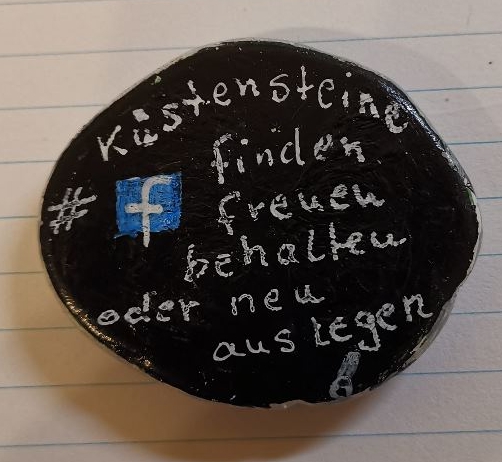 Küstensteine
# f finden
freuen
behalten
oder neu
auslegen